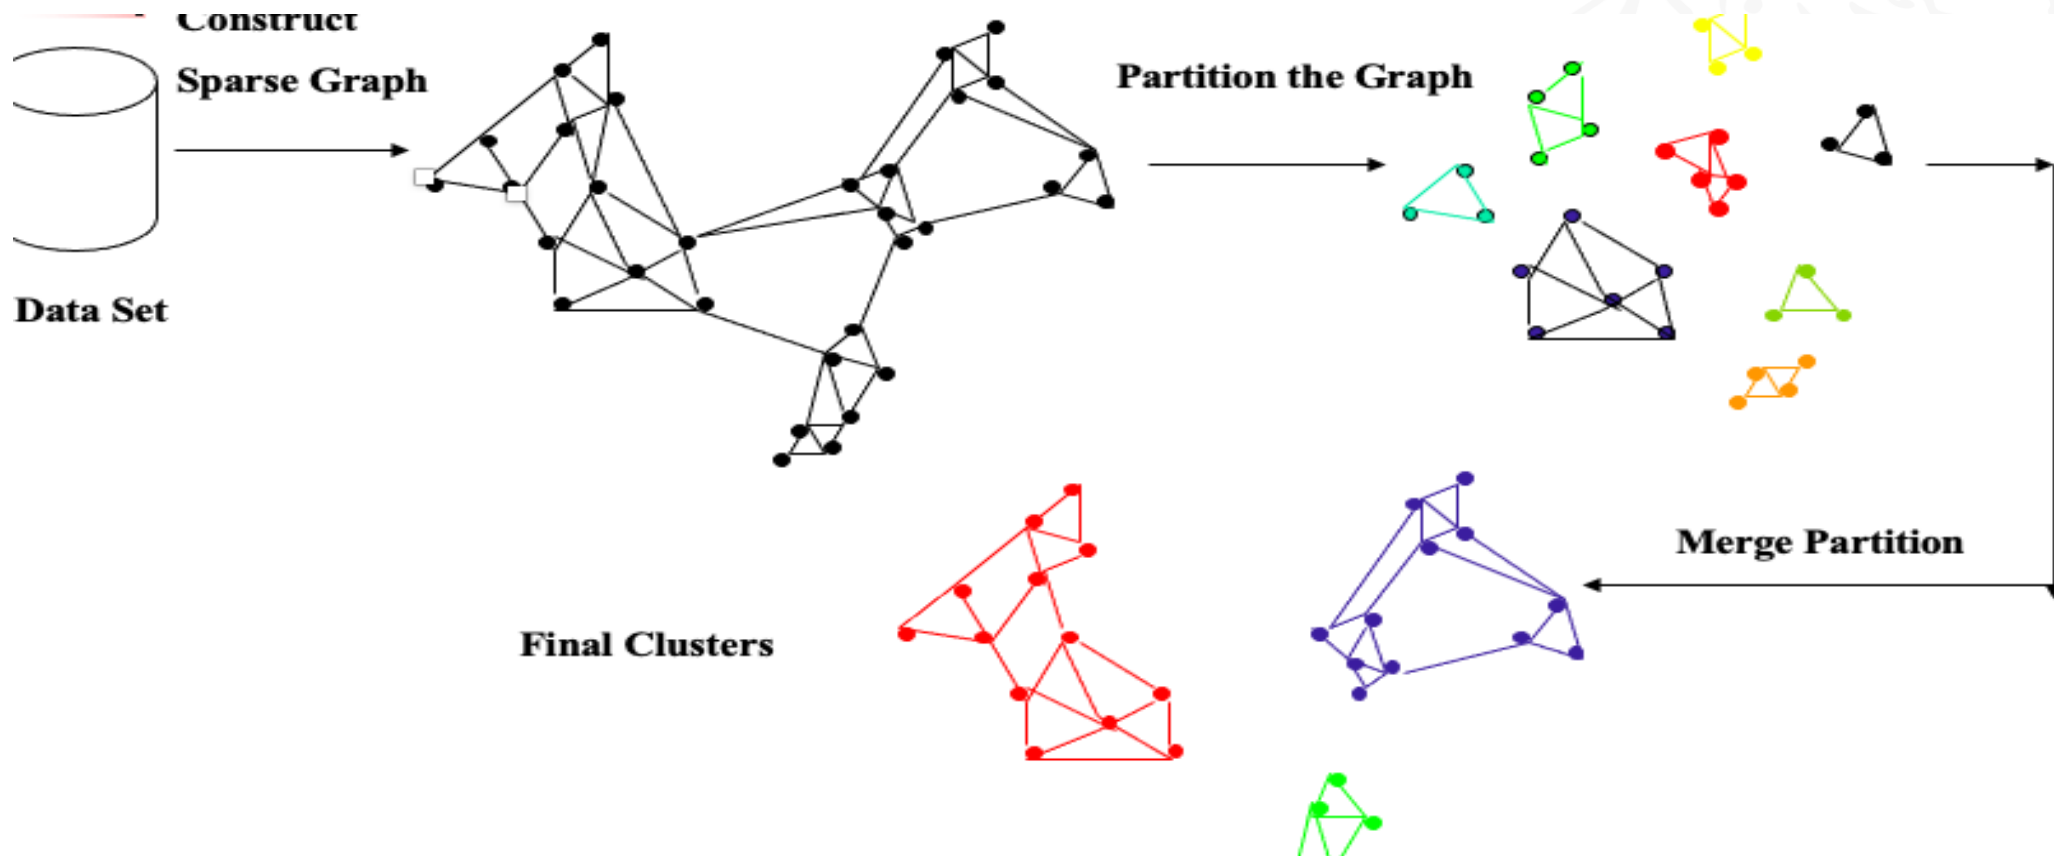 Construct
Sparse Graph
Partition the Graph
Data Set
Merge Partition
Final Clusters